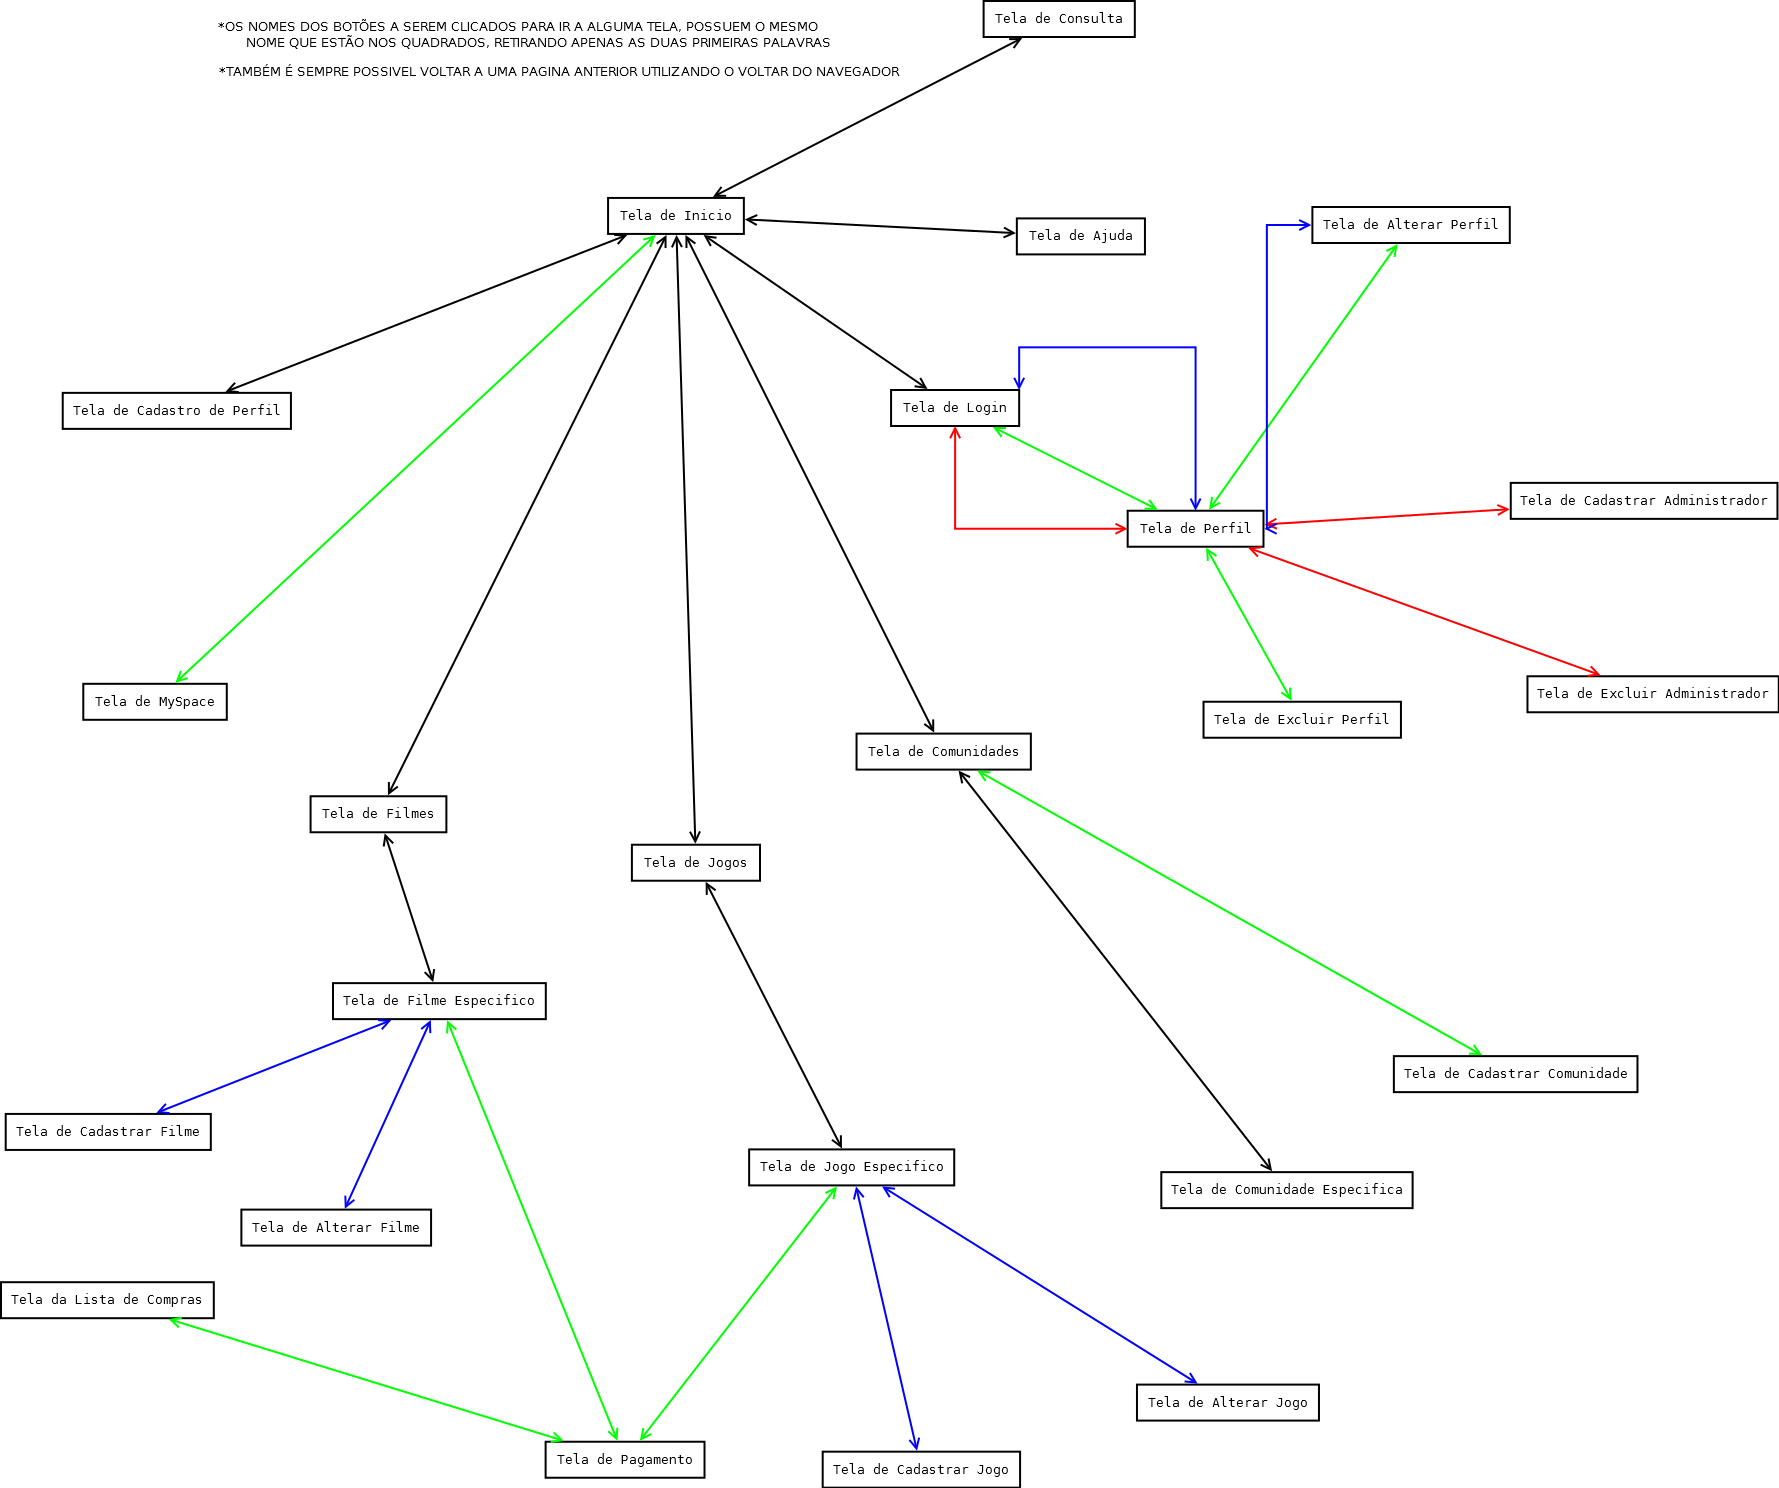 Tela de Consulta
*OS NOMES DOS BOTÕES A SEREM CLICADOS PARA IR A ALGUMA TELA, POSSUEM O MESMO
NOME QUE ESTÃO NOS QUADRADOS, RETIRANDO APENAS AS DUAS PRIMEIRAS PALAVRAS
*TAMBÉM É SEMPRE POSSIVEL VOLTAR A UMA PAGINA ANTERIOR UTILIZANDO O VOLTAR DO NAVEGADOR
Tela de Inicio
Tela de Ajuda
Tela de Alterar Perfil
Tela de Cadastro de Perfil
Tela de Login
Tela de Cadastrar Administrador
Tela de Perfil
Tela de MySpace
Tela de Excluir Administrador
Tela de Excluir Perfil
Tela de Comunidades
Tela de Filmes
Tela de Jogos
Tela de Filme Especifico
Tela de Cadastrar Comunidade
Tela de Cadastrar Filme
Tela de Jogo Especifico
Tela de Comunidade Especifica
Tela de Alterar Filme
Tela da Lista de Compras
Tela de Alterar Jogo
Tela de Pagamento
Tela de Cadastrar Jogo